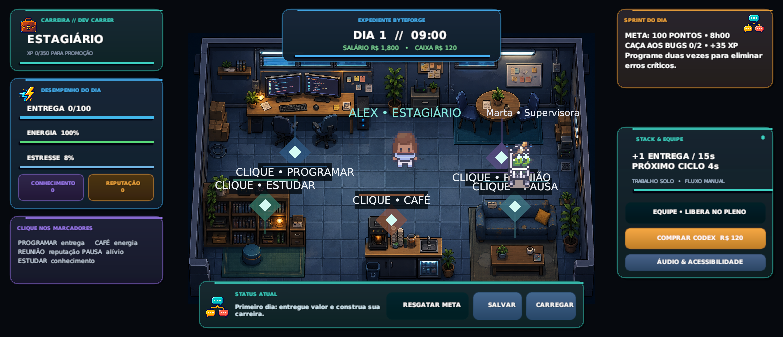 CARREIRA // DEV CARRER
ESTAGIÁRIO
XP 0/350 PARA PROMOÇÃO
DESEMPENHO DO DIA
ENTREGA 0/100
ENERGIA 100%
ESTRESSE 8%
CONHECIMENTO
0
REPUTAÇÃO
0
CLIQUE NOS MARCADORES
PROGRAMAR entrega CAFÉ energia
REUNIÃO reputação PAUSA alívio
ESTUDAR conhecimento
EXPEDIENTE BYTEFORGE
DIA 1 // 09:00
SALÁRIO R$ 1,800 • CAIXA R$ 120
ALEX • ESTAGIÁRIO
Marta • Supervisora
CLIQUE • PROGRAMAR
CLIQUE • ESTUDAR
CLIQUE • CAFÉ
STATUS ATUAL
Primeiro dia: entregue valor e construa sua
carreira.
RESGATAR META
SALVAR
CARREGAR
SPRINT DO DIA
META: 100 PONTOS • 8h00
CAÇA AOS BUGS 0/2 • +35 XP
Programe duas vezes para eliminar
erros críticos.
STACK & EQUIPE
+1 ENTREGA / 15s
PRÓXIMO CICLO 4s
TRABALHO SOLO • FLUXO MANUAL
EQUIPE • LIBERA NO PLENO
COMPRAR CODEX R$ 120
ÁUDIO & ACESSIBILIDADE